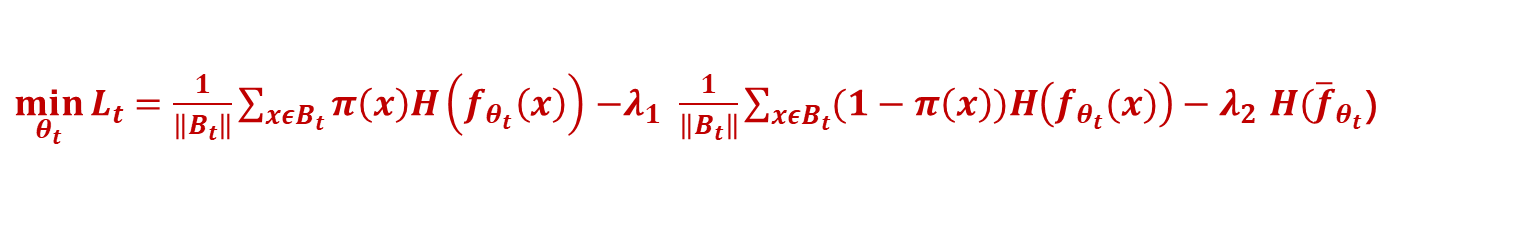 min_{θ_t} L_t = 1/‖B_t‖ ∑_{xϵB_t} π(x)H(f_{θ_t}(x)) −λ_1 1/‖B_t‖ ∑_{xϵB_t}(1 − π(x))H(f_{θ_t}(x)) − λ_2 H(f̄_{θ_t})